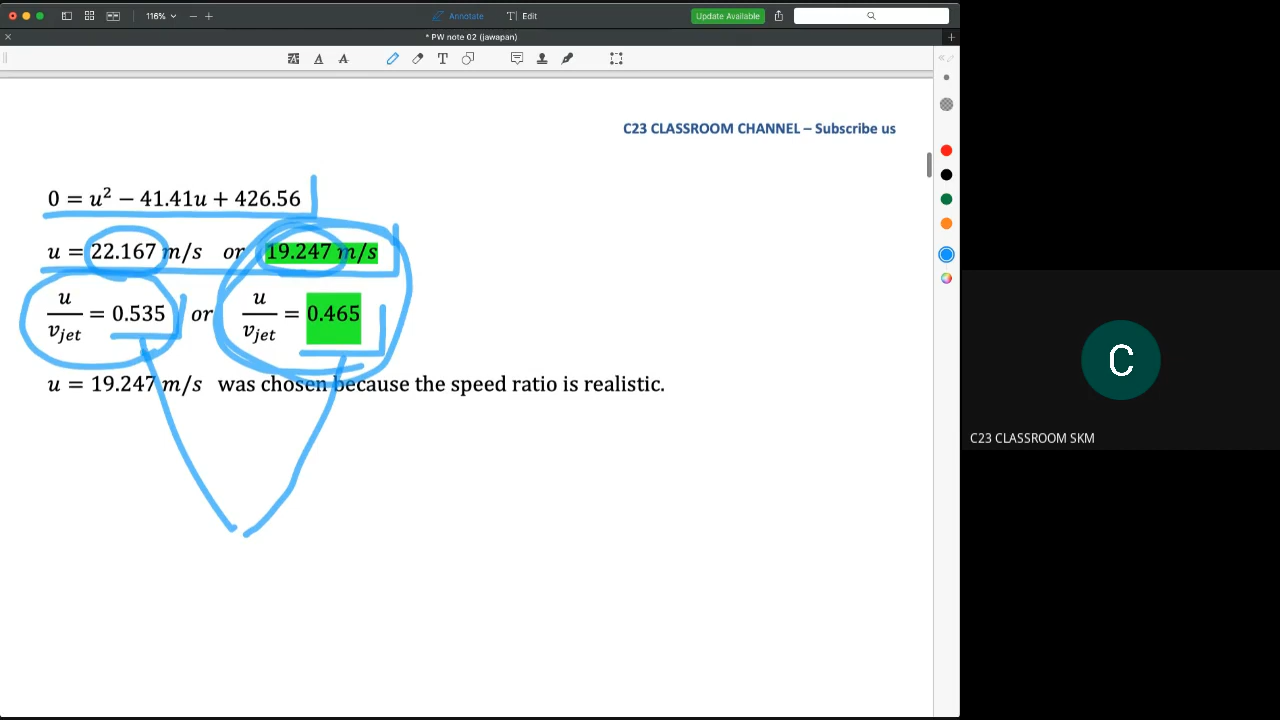 116%
Annotate
Edit
Update Available
* PW note 02 (jawapan)
C23 CLASSROOM CHANNEL – Subscribe us
0 = u² − 41.41u + 426.56
u = 22.167 m/s or 19.247 m/s
u/v_jet = 0.535 or u/v_jet = 0.465
u = 19.247 m/s was chosen because the speed ratio is realistic.
C
C23 CLASSROOM SKM